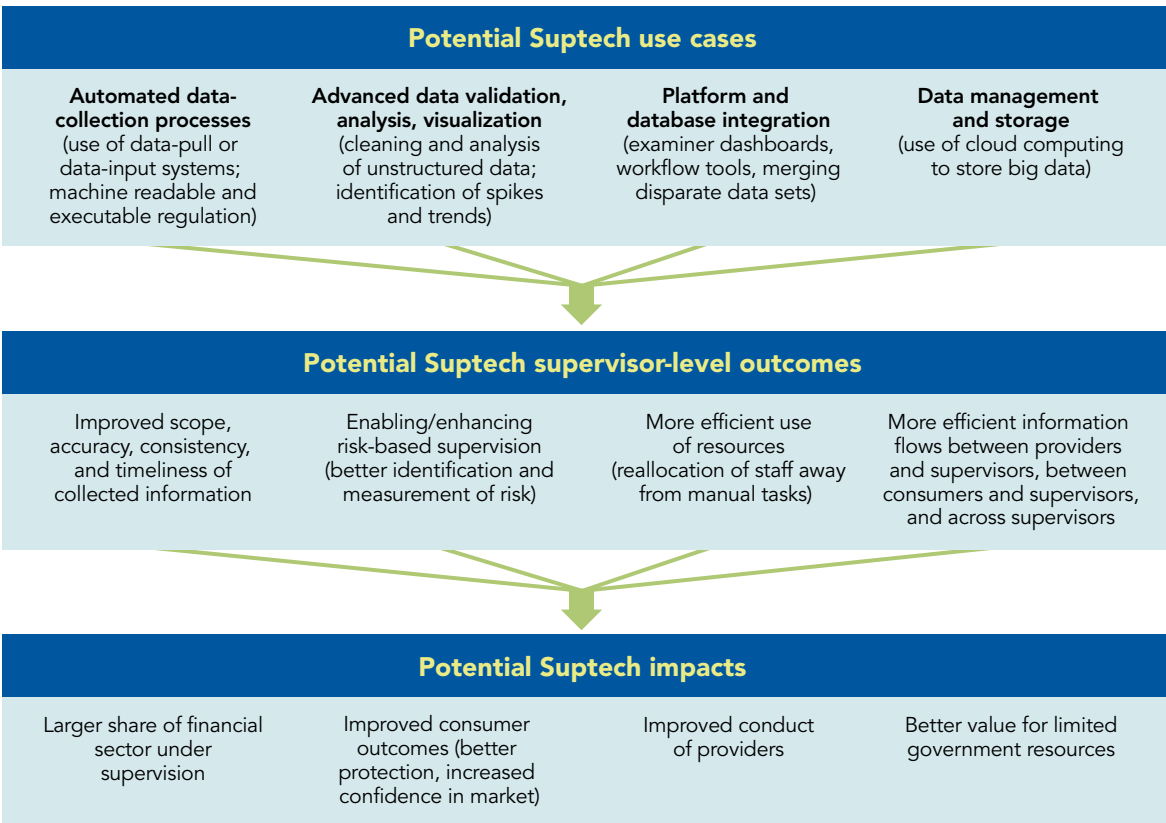 Potential Suptech use cases
Automated data-
collection processes
(use of data-pull or
data-input systems;
machine readable and
executable regulation)
Advanced data validation,
analysis, visualization
(cleaning and analysis
of unstructured data;
identification of spikes
and trends)
Platform and
database integration
(examiner dashboards,
workflow tools, merging
disparate data sets)
Data management
and storage
(use of cloud computing
to store big data)
Potential Suptech supervisor-level outcomes
Improved scope,
accuracy, consistency,
and timeliness of
collected information
Enabling/enhancing
risk-based supervision
(better identification and
measurement of risk)
More efficient use
of resources
(reallocation of staff away
from manual tasks)
More efficient information
flows between providers
and supervisors, between
consumers and supervisors,
and across supervisors
Potential Suptech impacts
Larger share of financial
sector under
supervision
Improved consumer
outcomes (better
protection, increased
confidence in market)
Improved conduct
of providers
Better value for limited
government resources